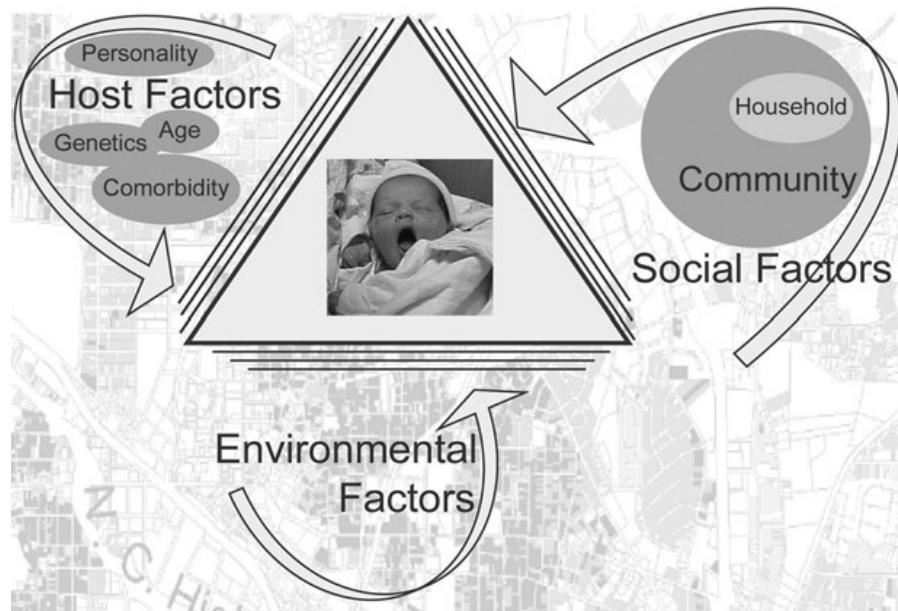 Personality
Host Factors
Genetics
Age
Comorbidity
Household
Community
Social Factors
Environmental
Factors
N.
C.